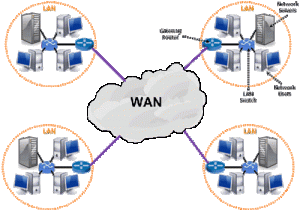 LAN
LAN
Network
Servers
Gateway
Router
Network
Users
LAN
Switch
WAN
LAN
LAN